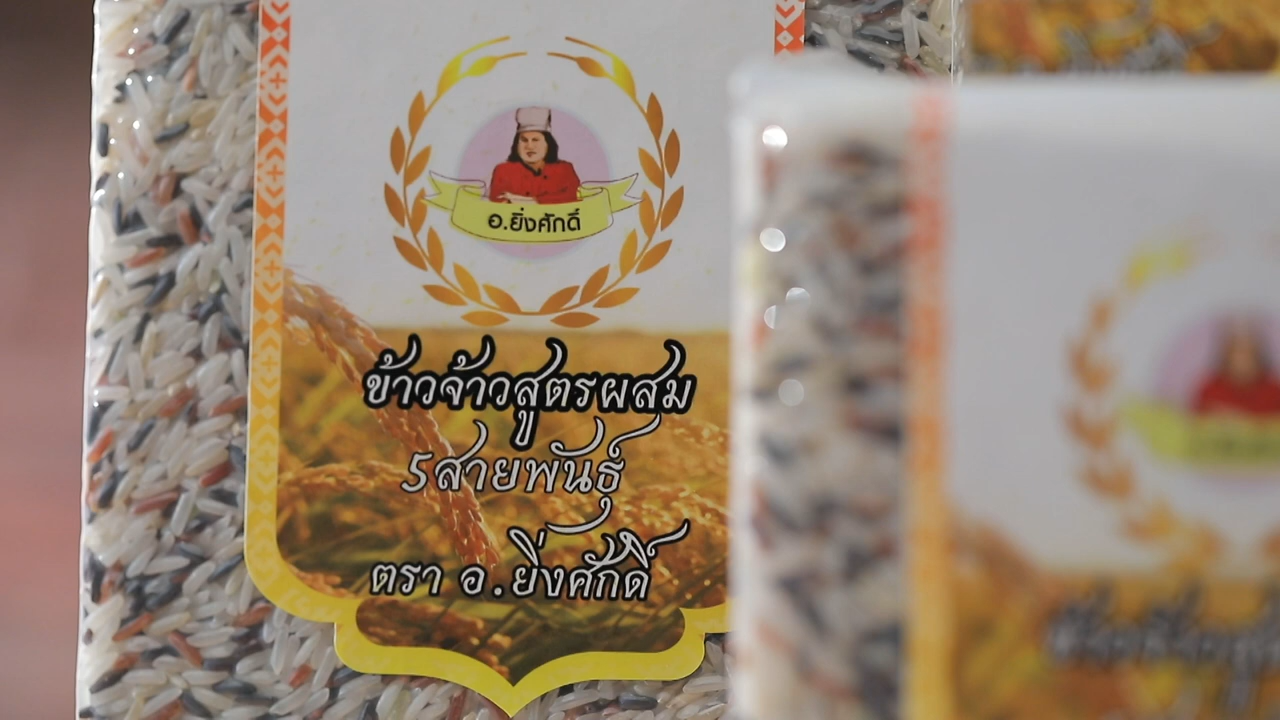 อ.ยิ่งศักดิ์
ข้าวจ้าวสูตรผสม
5สายพันธุ์
ตรา อ.ยิ่งศักดิ์